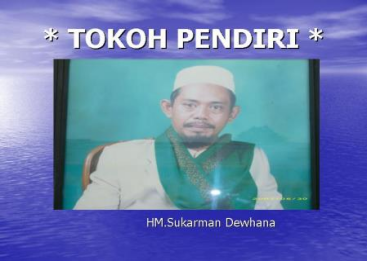 * TOKOH PENDIRI *
HM.Sukarman Dewhana